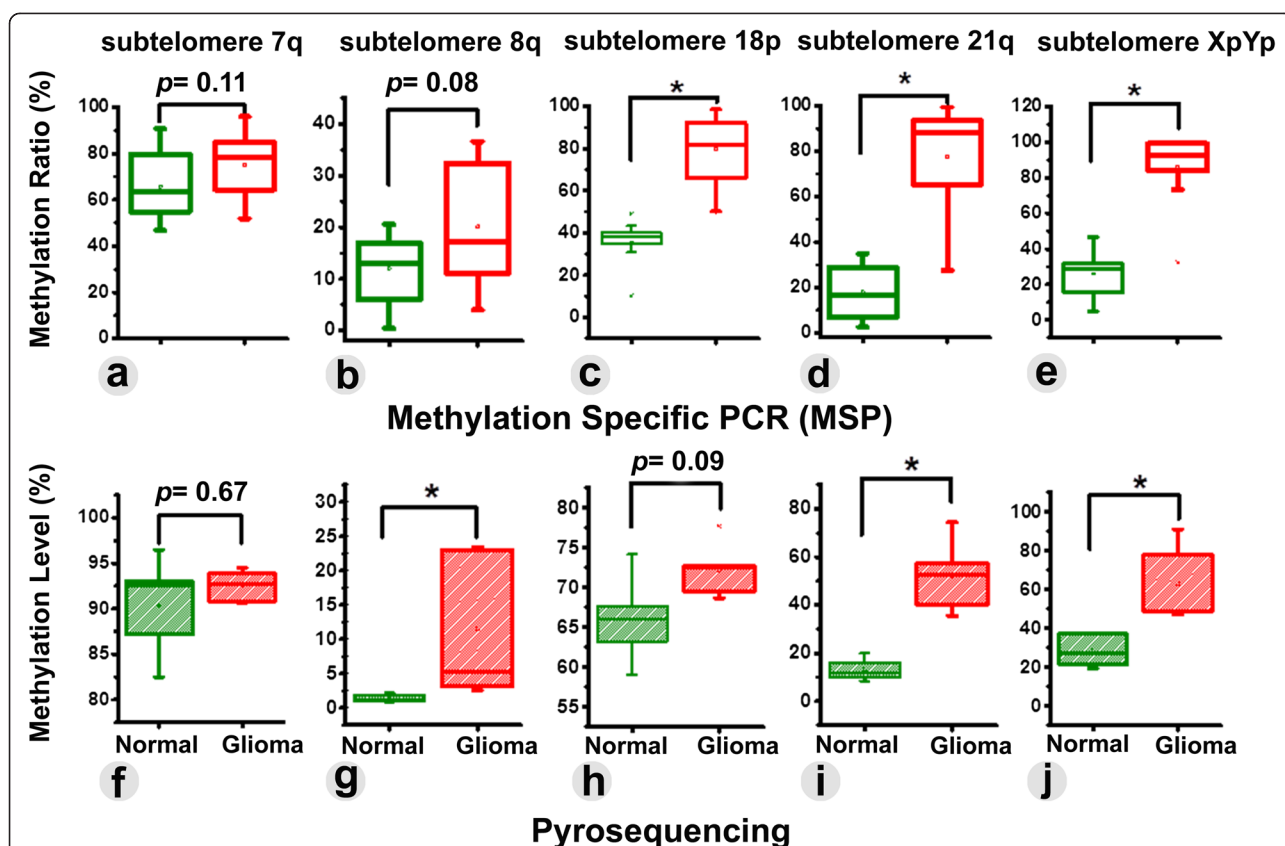 subtelomere 7q subtelomere 8q subtelomere 18p subtelomere 21q subtelomere XpYp
p= 0.11 p= 0.08 * * *
Methylation Ratio (%)
100 80 60 40 20 0
40 30 20 10 0
100 80 60 40 20 0
100 80 60 40 20 0
120 100 80 60 40 20 0
a b c d e
Methylation Specific PCR (MSP)
p= 0.67 * p= 0.09 * *
Methylation Level (%)
100 95 90 85 80
30 25 20 15 10 5 0
80 75 70 65 60 55
80 60 40 20 0
100 80 60 40 20 0
Normal Glioma Normal Glioma Normal Glioma Normal Glioma Normal Glioma
f g h i j
Pyrosequencing